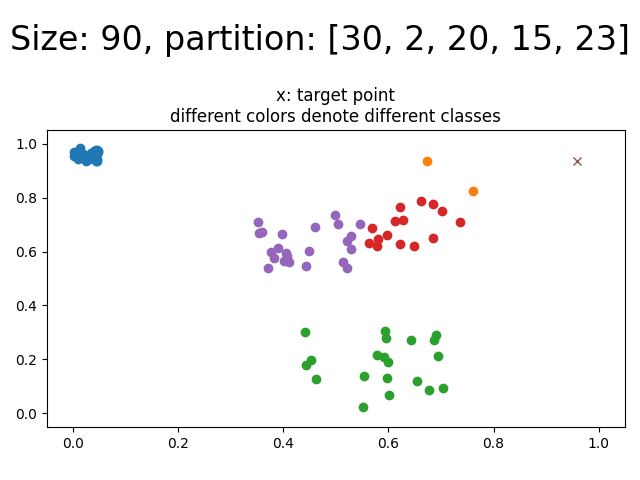 Size: 90, partition: [30, 2, 20, 20, 15, 23]
x: target point
different colors denote different classes
1.0
0.8
0.6
0.4
0.2
0.0
0.0 0.2 0.4 0.6 0.8 1.0